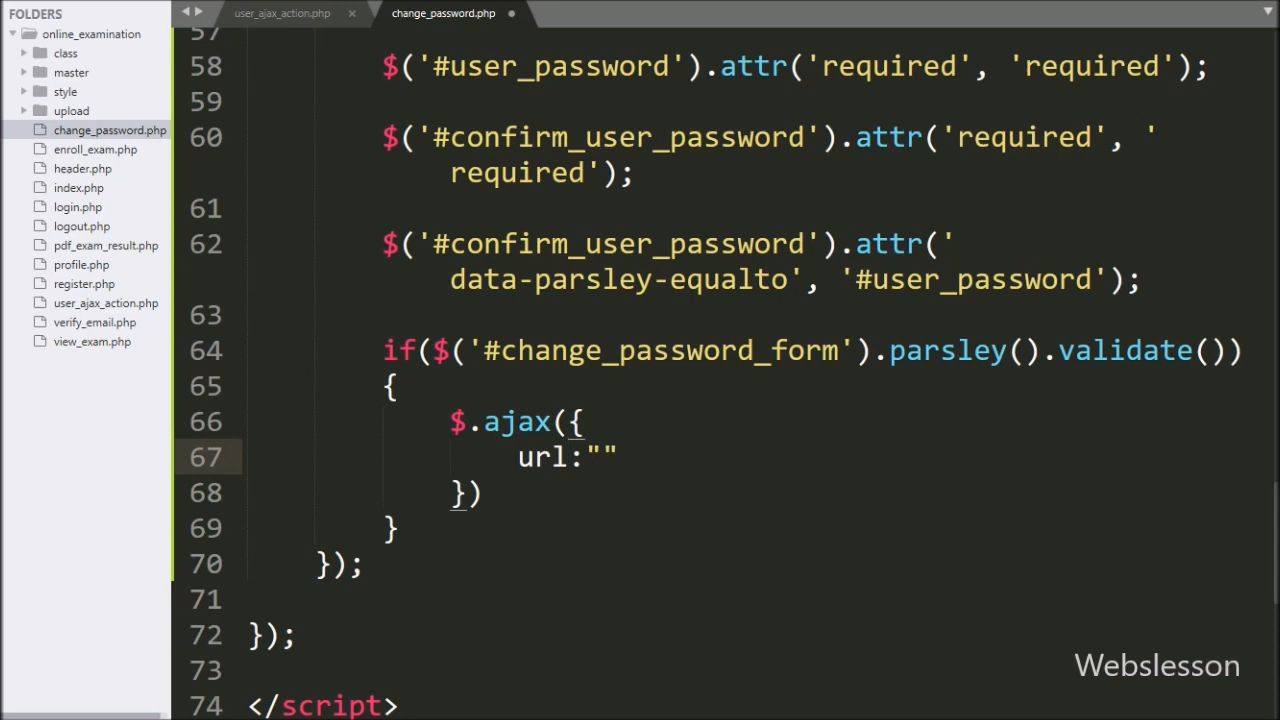 FOLDERS
online_examination
class
master
style
upload
change_password.php
enroll_exam.php
header.php
index.php
login.php
logout.php
pdf_exam_result.php
profile.php
register.php
user_ajax_action.php
verify_email.php
view_exam.php
user_ajax_action.php × change_password.php
57
58 $('#user_password').attr('required', 'required');
59
60 $('#confirm_user_password').attr('required', '
required');
61
62 $('#confirm_user_password').attr('
data-parsley-equalto', '#user_password');
63
64 if($('#change_password_form').parsley().validate())
65 {
66 $.ajax({
67 url:""
68 })
69 }
70 });
71
72 });
73
74 </script>
Webslesson